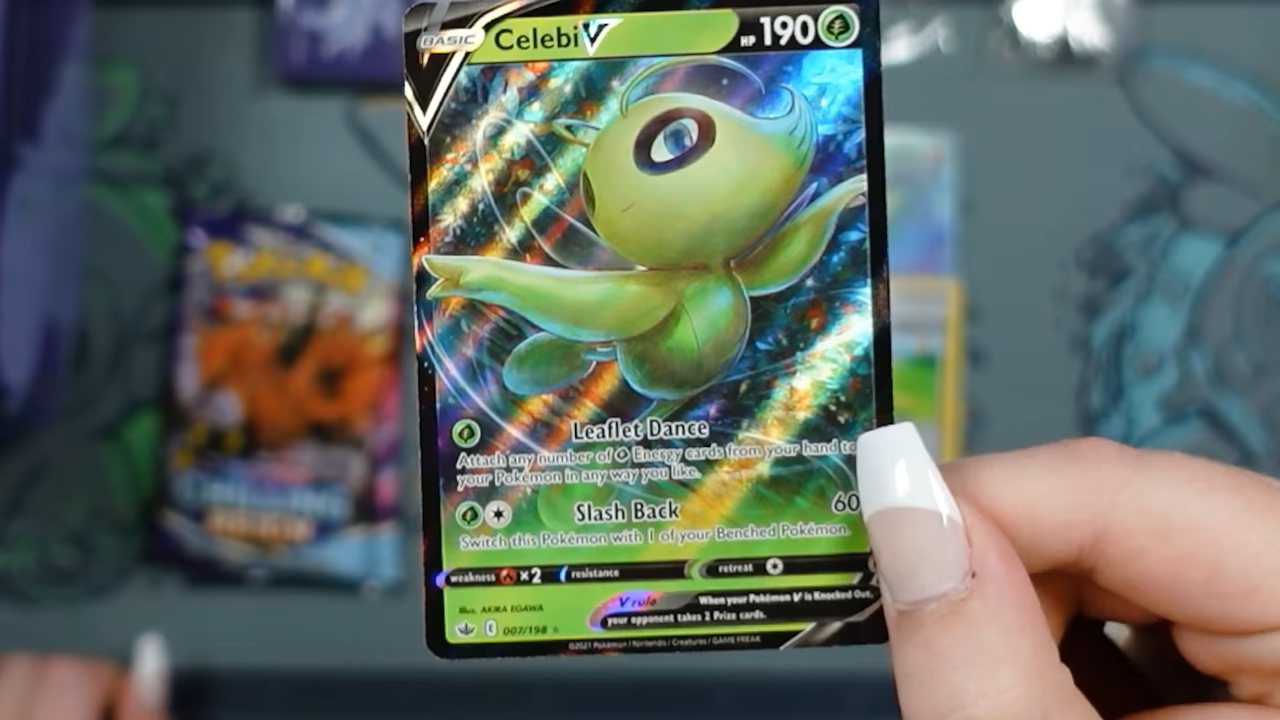 BASIC Celebi V HP 190
Leaflet Dance
Attach any number of Energy cards from your hand to
your Pokémon in any way you like.
Slash Back 60
Switch this Pokémon with 1 of your Benched Pokémon.
weakness ×2 resistance retreat
V rule When your Pokémon V is Knocked Out,
your opponent takes 2 Prize cards.
Illus. AKIRA EGAWA
E 007/198
©2021 Pokémon / Nintendo / Creatures / GAME FREAK
POKÉMON
CHILLING
REIGN